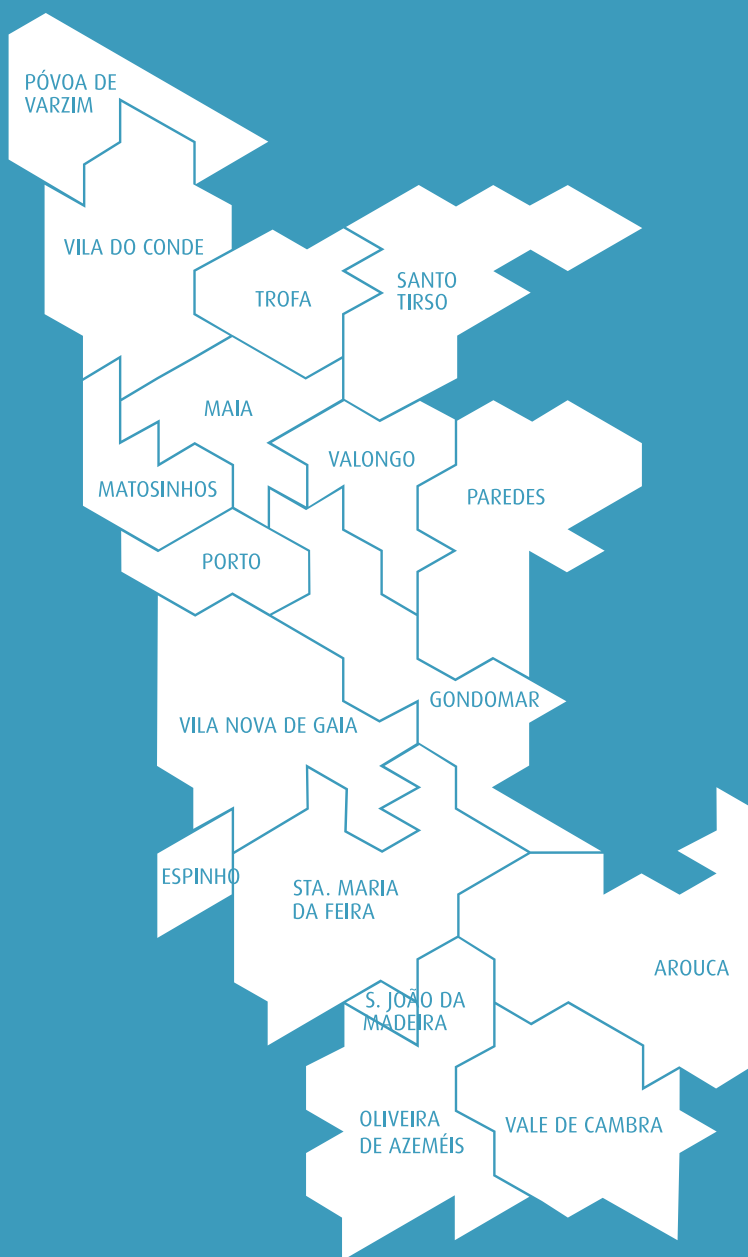 PÓVOA DE
VARZIM
VILA DO CONDE
TROFA
SANTO
TIRSO
MAIA
VALONGO
MATOSINHOS
PAREDES
PORTO
GONDOMAR
VILA NOVA DE GAIA
ESPINHO
STA. MARIA
DA FEIRA
AROUCA
S. JOÃO DA
MADEIRA
OLIVEIRA
DE AZEMÉIS
VALE DE CAMBRA